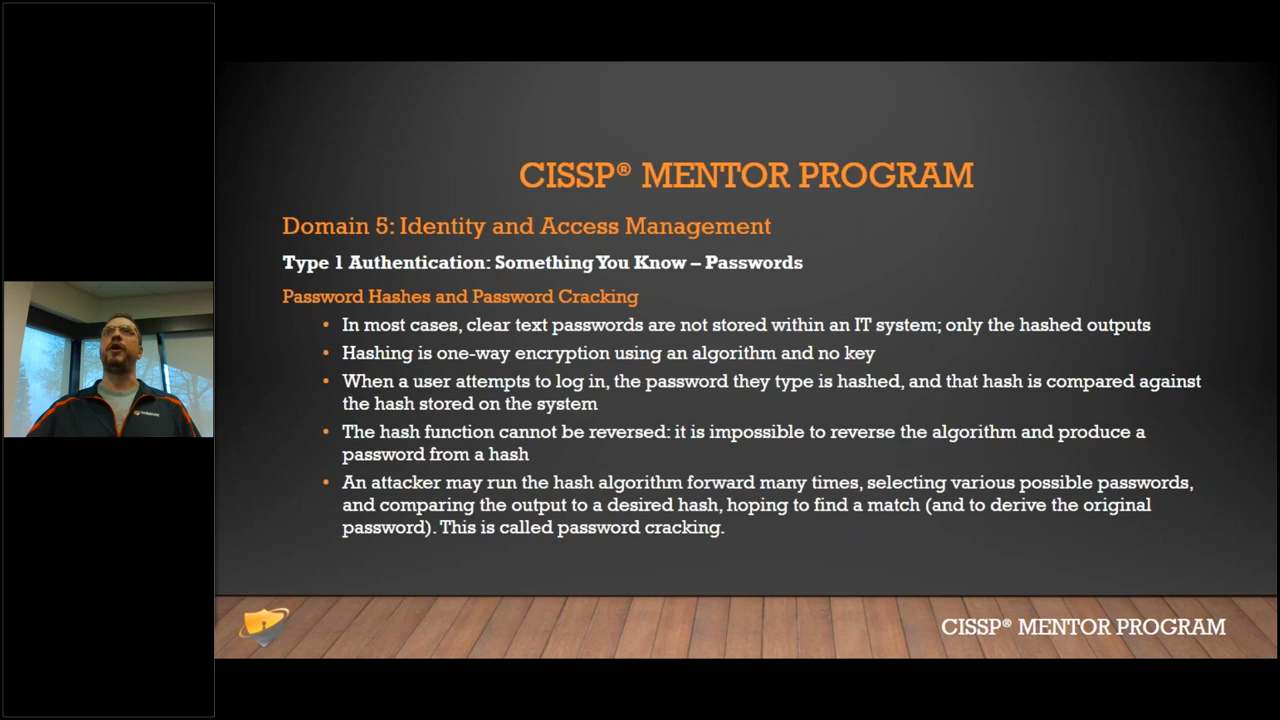 CISSP® MENTOR PROGRAM
Domain 5: Identity and Access Management
Type 1 Authentication: Something You Know – Passwords
Password Hashes and Password Cracking
• In most cases, clear text passwords are not stored within an IT system; only the hashed outputs
• Hashing is one-way encryption using an algorithm and no key
• When a user attempts to log in, the password they type is hashed, and that hash is compared against
the hash stored on the system
• The hash function cannot be reversed: it is impossible to reverse the algorithm and produce a
password from a hash
• An attacker may run the hash algorithm forward many times, selecting various possible passwords,
and comparing the output to a desired hash, hoping to find a match (and to derive the original
password). This is called password cracking.
CISSP® MENTOR PROGRAM